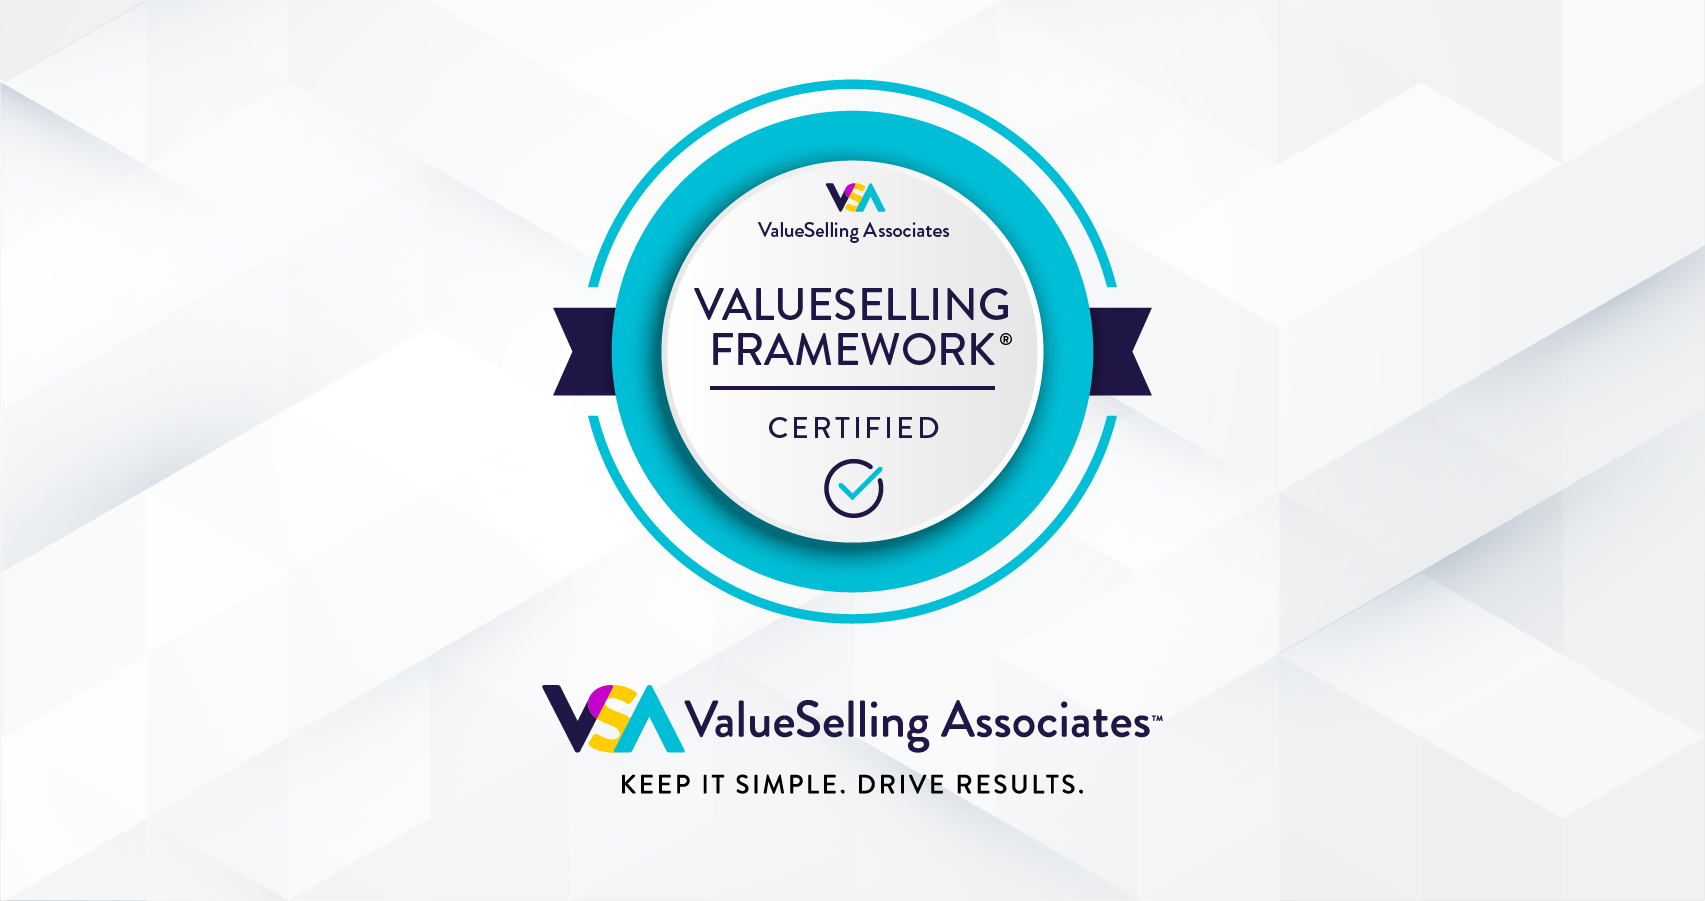 VSA
ValueSelling Associates
VALUESELLING
FRAMEWORK®
CERTIFIED
VSA ValueSelling Associates™
KEEP IT SIMPLE. DRIVE RESULTS.